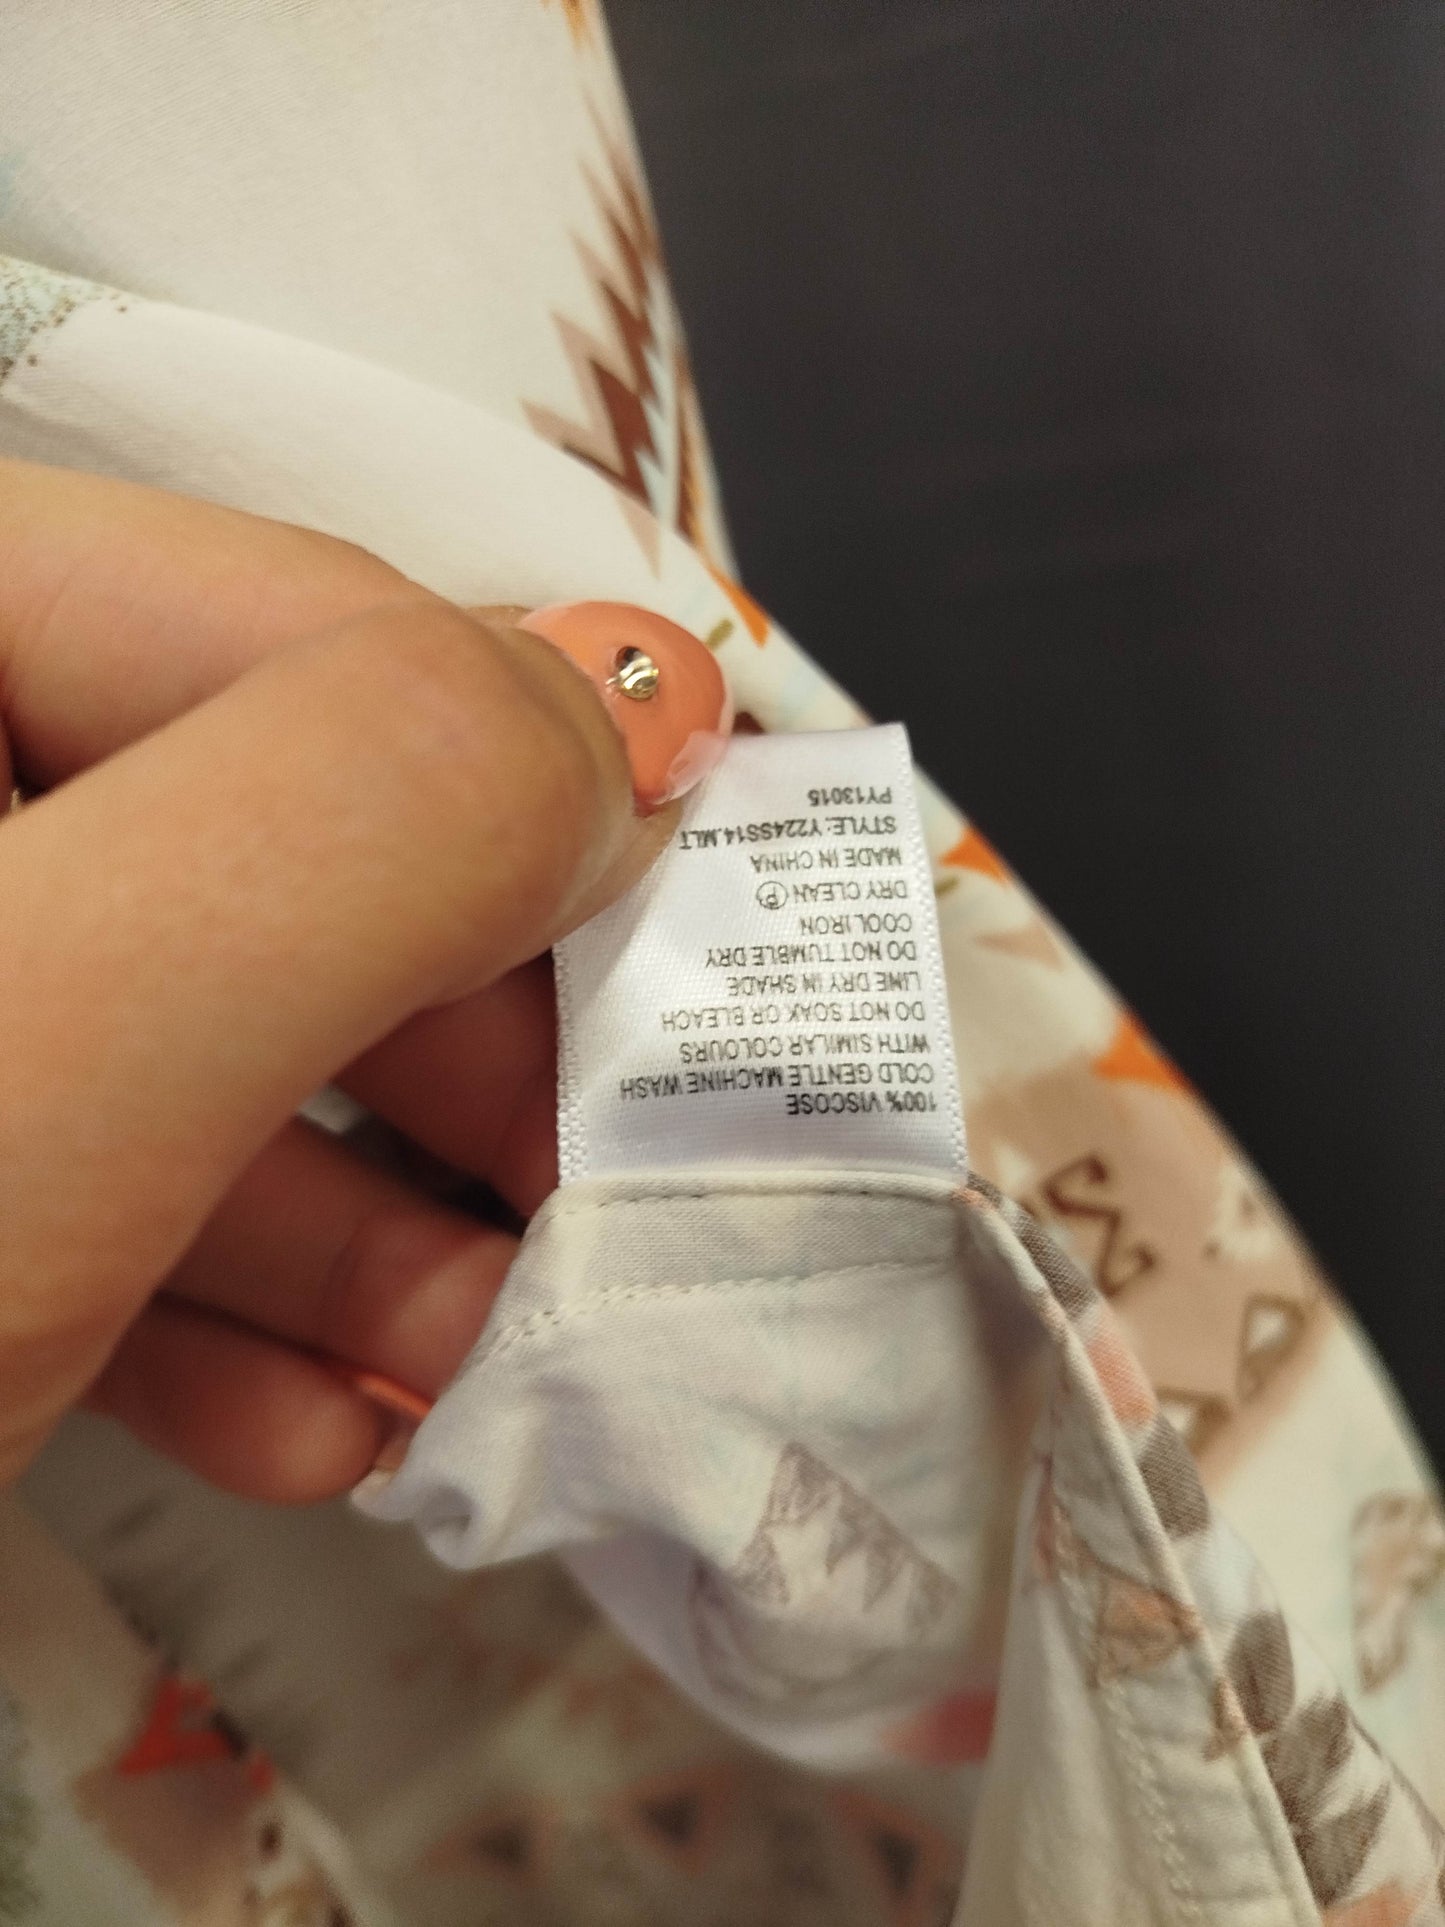 100% VISCOSE
COLD GENTLE MACHINE WASH
WITH SIMILAR COLOURS
DO NOT SOAK OR BLEACH
LINE DRY IN SHADE
DO NOT TUMBLE DRY
COOL IRON
DRY CLEAN Ⓟ
MADE IN CHINA
STYLE: Y224SS14.MLT
PY13015